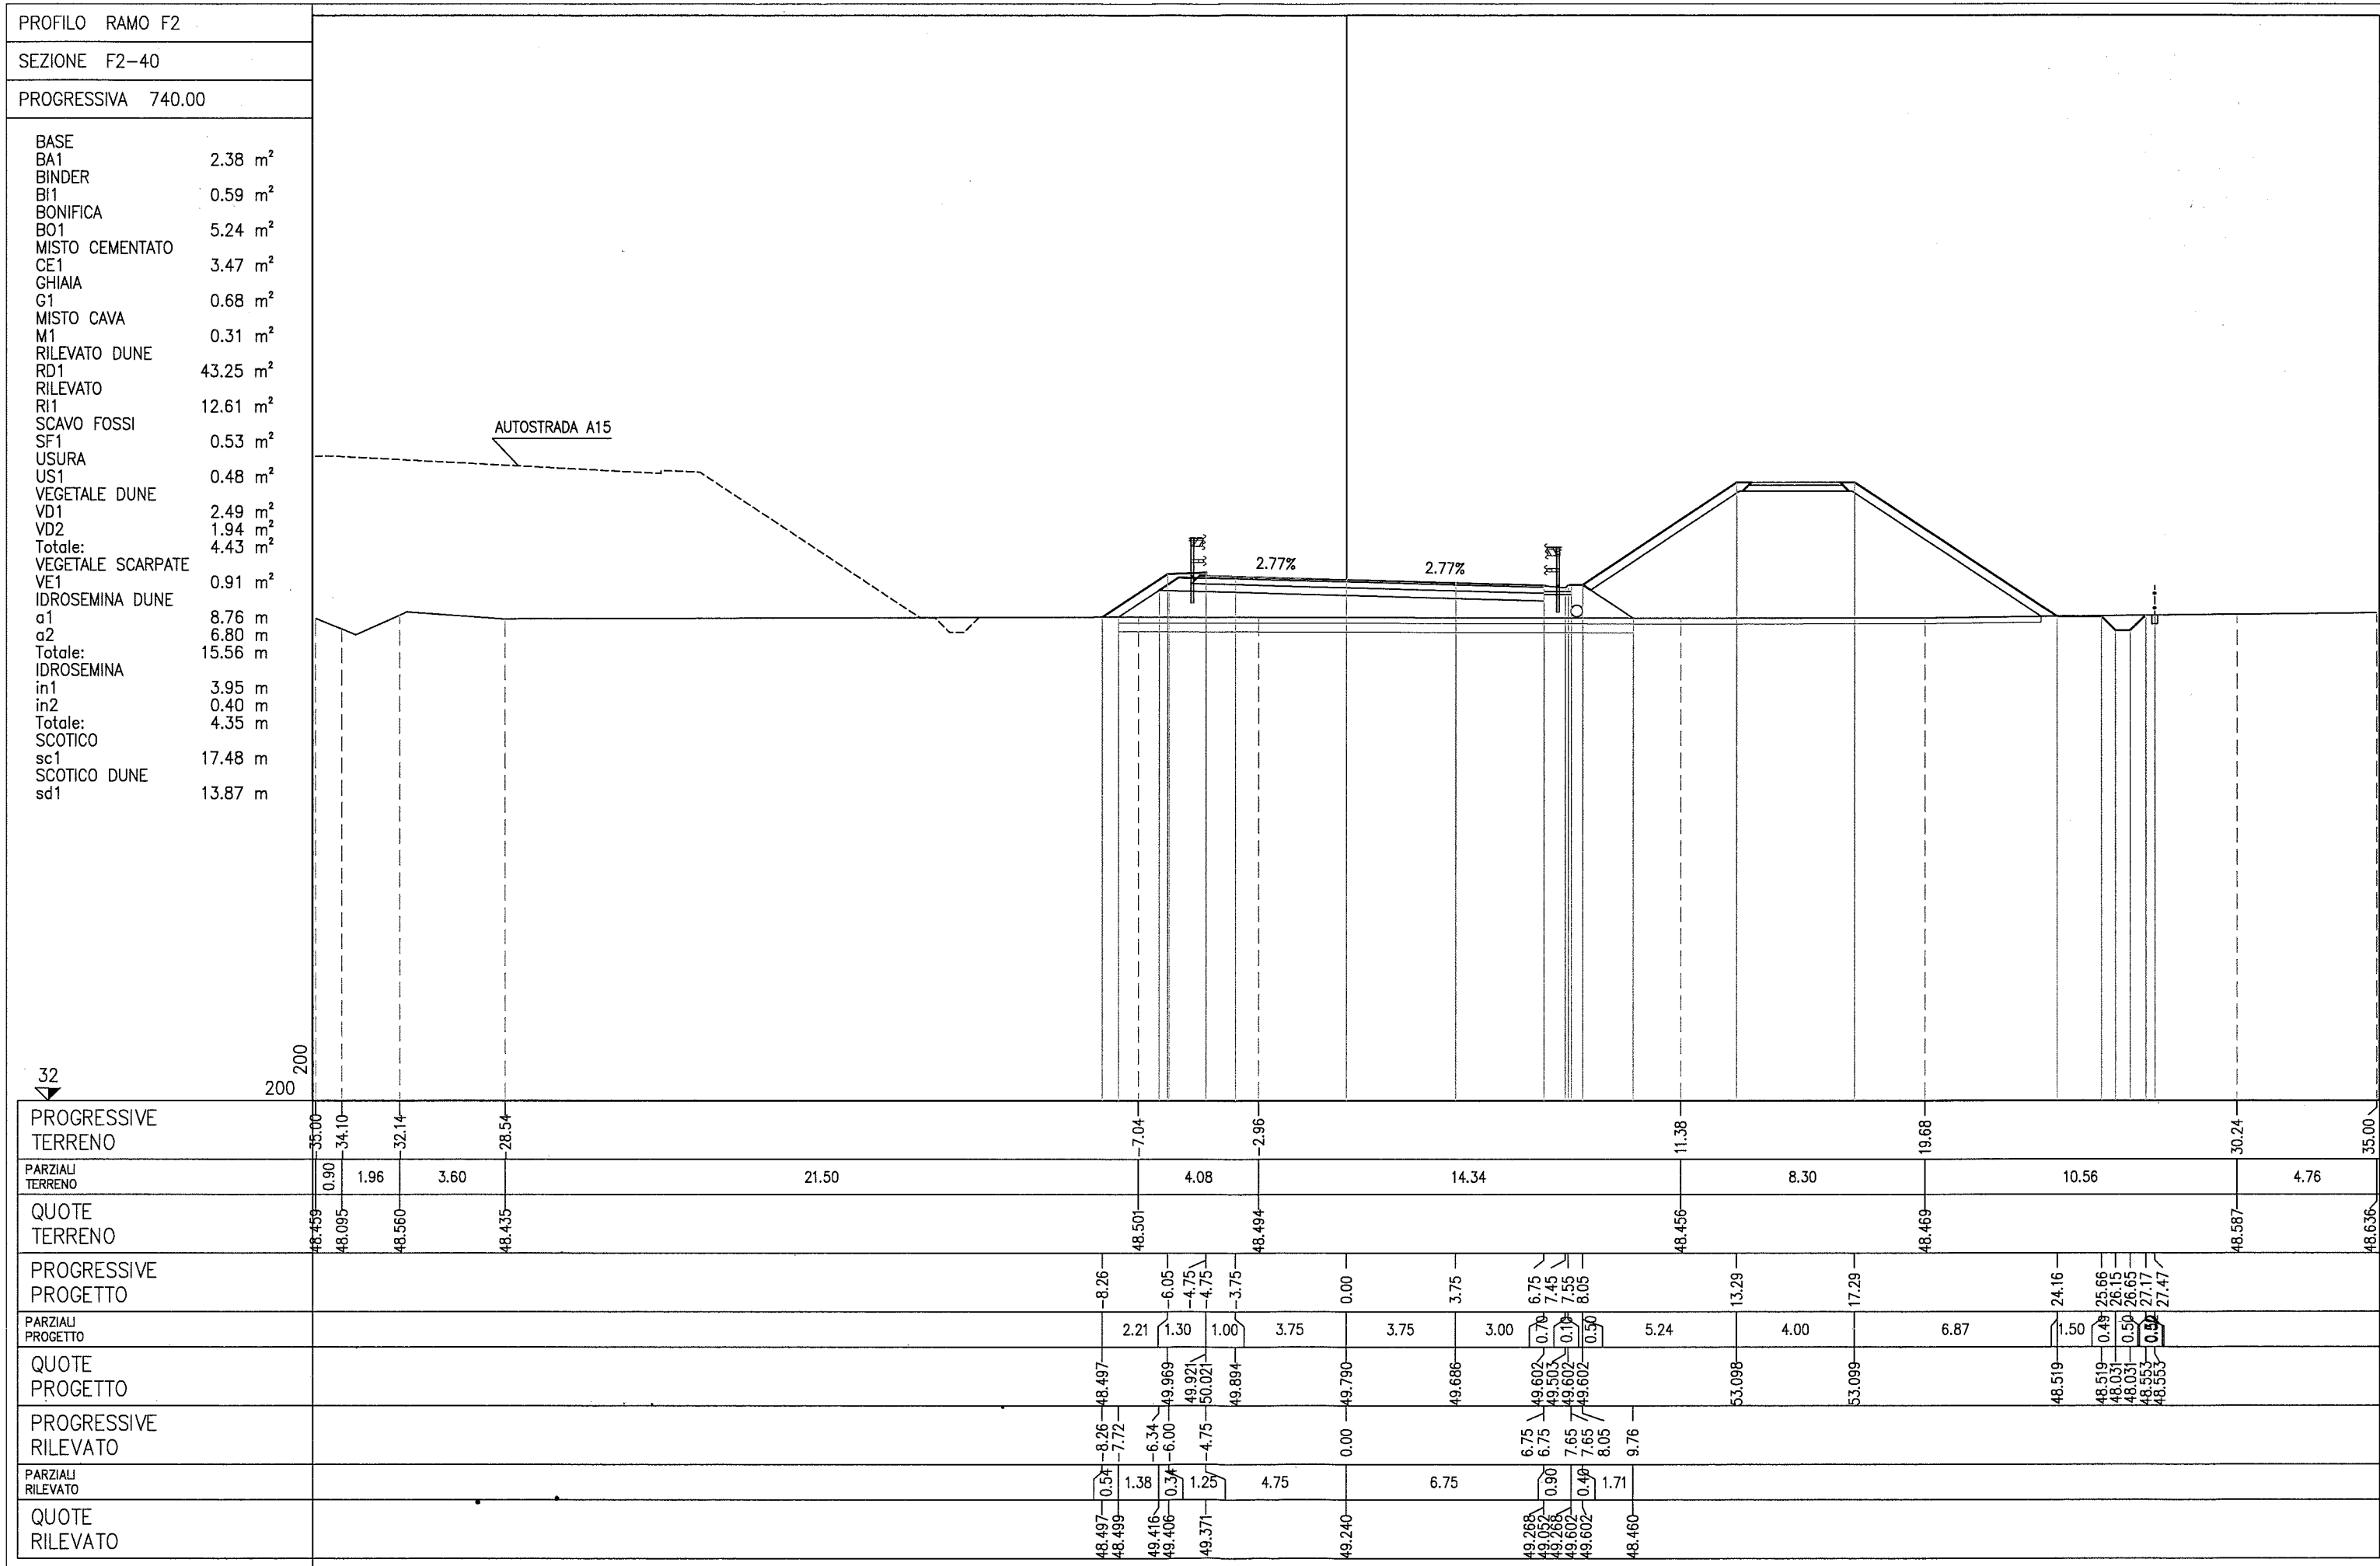 PROFILO RAMO F2
SEZIONE F2-40
PROGRESSIVA 740.00
BASE
BA1 2.38 m²
BINDER
BI1 0.59 m²
BONIFICA
BO1 5.24 m²
MISTO CEMENTATO
CE1 3.47 m²
GHIAIA
G1 0.68 m²
MISTO CAVA
M1 0.31 m²
RILEVATO DUNE
RD1 43.25 m²
RILEVATO
RI1 12.61 m²
SCAVO FOSSI
SF1 0.53 m²
USURA
US1 0.48 m²
VEGETALE DUNE
VD1 2.49 m²
VD2 1.94 m²
Totale: 4.43 m²
VEGETALE SCARPATE
VE1 0.91 m²
IDROSEMINA DUNE
a1 8.76 m
a2 6.80 m
Totale: 15.56 m
IDROSEMINA
in1 3.95 m
in2 0.40 m
Totale: 4.35 m
SCOTICO
sc1 17.48 m
SCOTICO DUNE
sd1 13.87 m
AUTOSTRADA A15
2.77% 2.77%
32 200 200
PROGRESSIVE TERRENO
-35.00 -34.10 -32.14 -28.54 -7.04 -2.96 11.38 19.68 30.24 35.00
PARZIALI TERRENO
0.90 1.96 3.60 21.50 4.08 14.34 8.30 10.56 4.76
QUOTE TERRENO
48.459 48.095 48.560 48.435 48.501 48.494 48.456 48.469 48.587 48.636
PROGRESSIVE PROGETTO
-8.26 -6.05 -4.75 -4.75 -3.75 0.00 3.75 6.75 7.45 7.55 8.05 13.29 17.29 24.16 25.66 26.15 26.65 27.17 27.47
PARZIALI PROGETTO
2.21 1.30 1.00 3.75 3.75 3.00 0.70 0.10 0.50 5.24 4.00 6.87 1.50 0.49 0.50
QUOTE PROGETTO
48.497 49.969 49.921 50.021 49.894 49.790 49.686 49.602 49.503 49.602 49.602 53.098 53.099 48.519 48.519 48.031 48.031 48.553 48.553
PROGRESSIVE RILEVATO
-8.26 -7.72 -6.34 -6.00 -4.75 0.00 6.75 6.75 7.65 7.65 8.05 9.76
PARZIALI RILEVATO
0.54 1.38 0.34 1.25 4.75 6.75 0.90 0.40 1.71
QUOTE RILEVATO
48.497 48.499 49.416 49.406 49.371 49.240 49.268 49.052 49.268 49.602 49.602 48.460